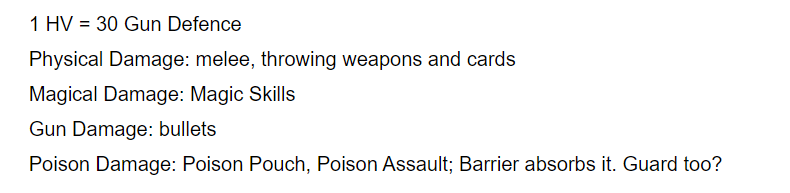 1 HV = 30 Gun Defence
Physical Damage: melee, throwing weapons and cards
Magical Damage: Magic Skills
Gun Damage: bullets
Poison Damage: Poison Pouch, Poison Assault; Barrier absorbs it. Guard too?